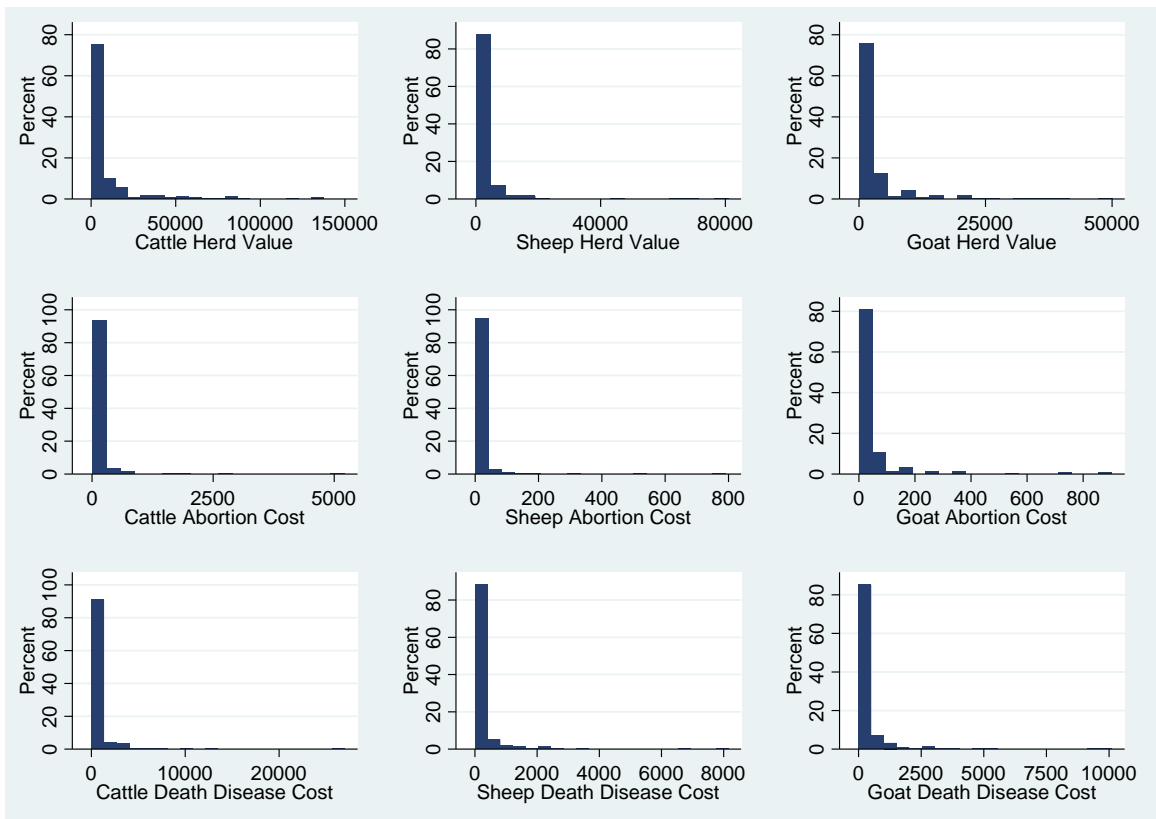 Percent
0 20 40 60 80
0 50000 100000 150000
Cattle Herd Value
Percent
0 20 40 60 80
0 40000 80000
Sheep Herd Value
Percent
0 20 40 60 80
0 25000 50000
Goat Herd Value
Percent
0 20 40 60 80 100
0 2500 5000
Cattle Abortion Cost
Percent
0 20 40 60 80 100
0 200 400 600 800
Sheep Abortion Cost
Percent
0 20 40 60 80
0 200 400 600 800
Goat Abortion Cost
Percent
0 20 40 60 80 100
0 10000 20000
Cattle Death Disease Cost
Percent
0 20 40 60 80
0 2000 4000 6000 8000
Sheep Death Disease Cost
Percent
0 20 40 60 80
0 2500 5000 7500 10000
Goat Death Disease Cost